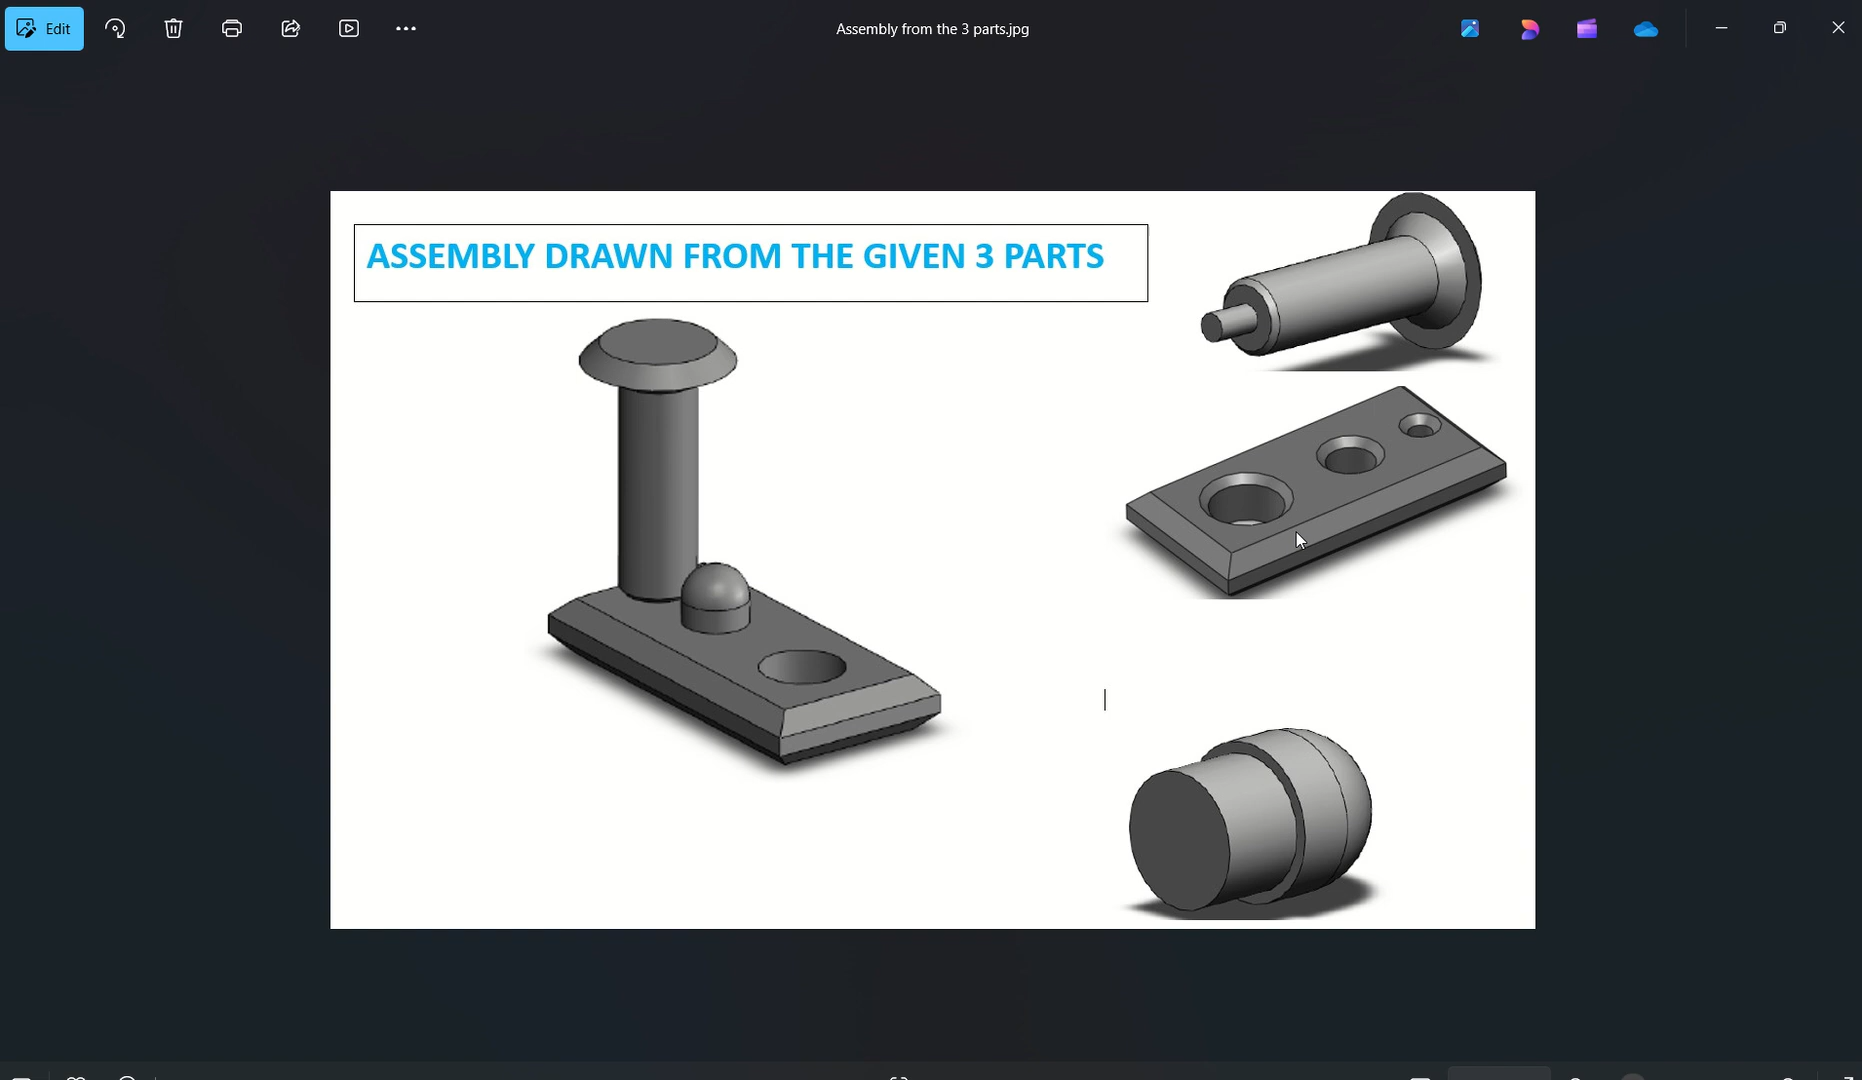 Edit
Assembly from the 3 parts.jpg
ASSEMBLY DRAWN FROM THE GIVEN 3 PARTS